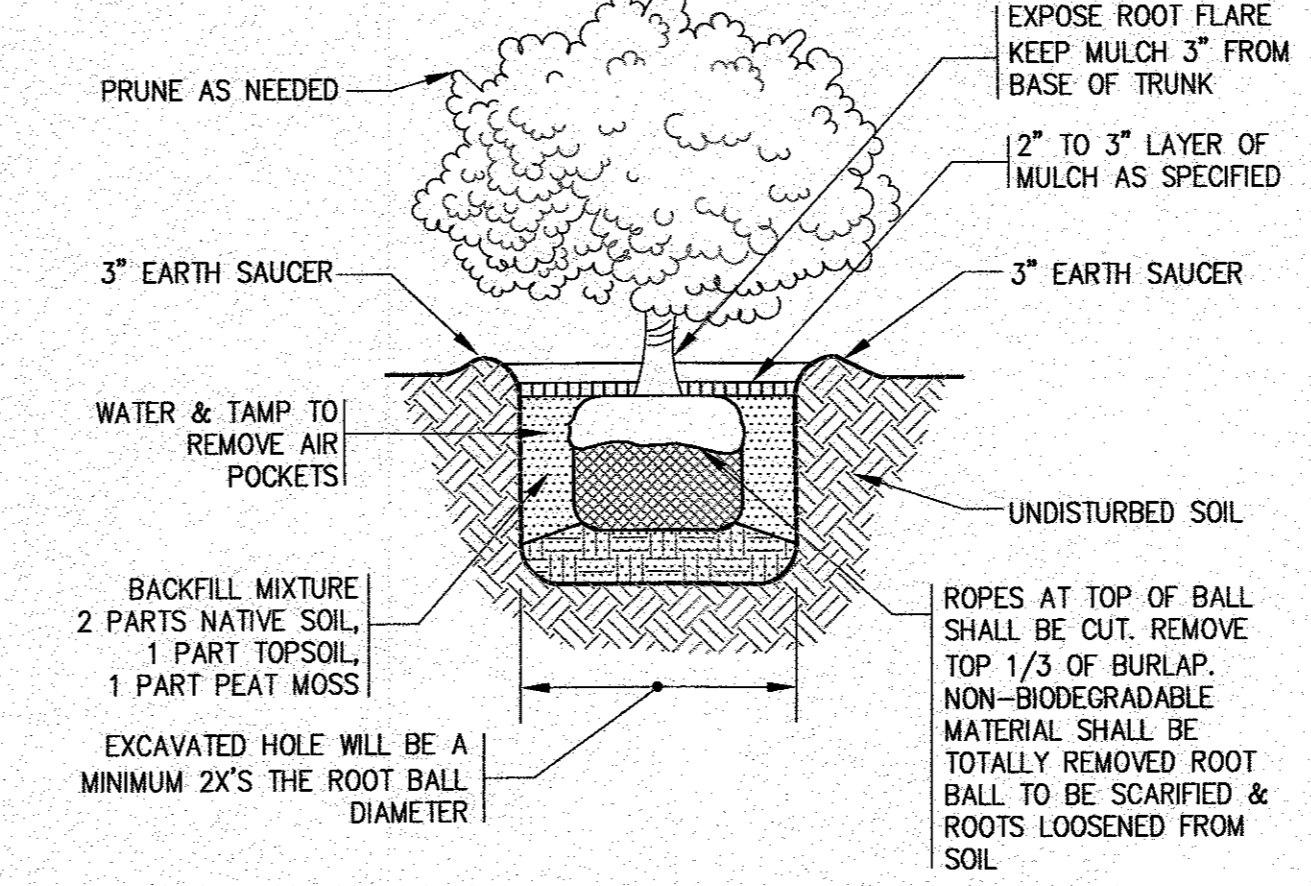 PRUNE AS NEEDED
EXPOSE ROOT FLARE
KEEP MULCH 3" FROM
BASE OF TRUNK
2" TO 3" LAYER OF
MULCH AS SPECIFIED
3" EARTH SAUCER
3" EARTH SAUCER
WATER & TAMP TO
REMOVE AIR
POCKETS
UNDISTURBED SOIL
BACKFILL MIXTURE
2 PARTS NATIVE SOIL,
1 PART TOPSOIL,
1 PART PEAT MOSS
ROPES AT TOP OF BALL
SHALL BE CUT. REMOVE
TOP 1/3 OF BURLAP.
NON-BIODEGRADABLE
MATERIAL SHALL BE
TOTALLY REMOVED ROOT
BALL TO BE SCARIFIED &
ROOTS LOOSENED FROM
SOIL
EXCAVATED HOLE WILL BE A
MINIMUM 2X'S THE ROOT BALL
DIAMETER